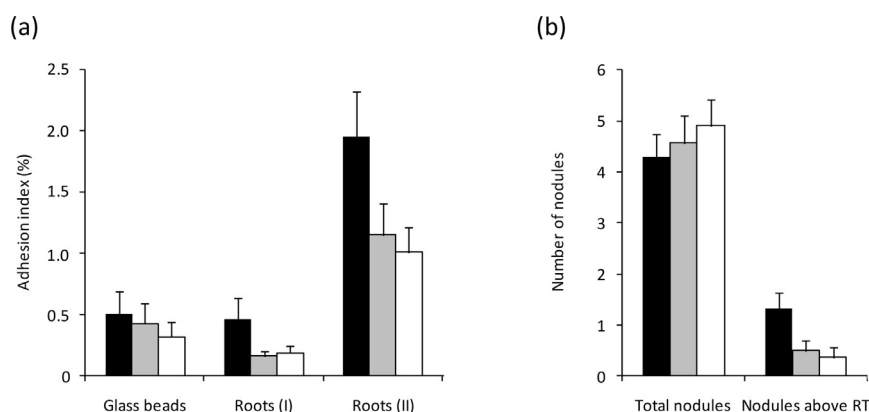 (a)
Adhesion index (%)
2.5
2.0
1.5
1.0
0.5
0
Glass beads Roots (I) Roots (II)
(b)
Number of nodules
6
5
4
3
2
1
0
Total nodules Nodules above RT